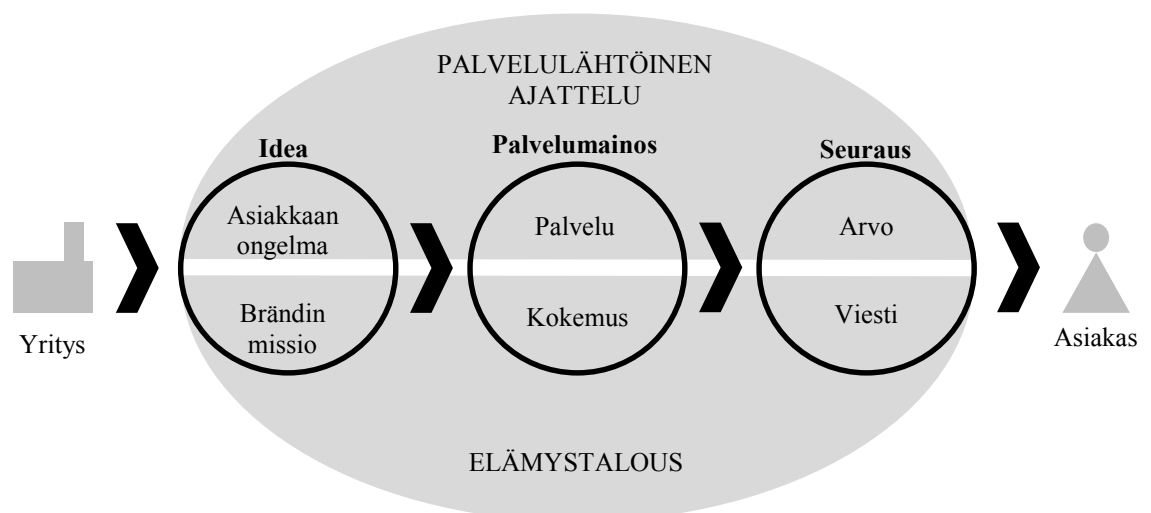 PALVELULÄHTÖINEN
AJATTELU
Idea
Palvelumainos
Seuraus
Asiakkaan
ongelma
Palvelu
Arvo
Brändin
missio
Kokemus
Viesti
Yritys
Asiakas
ELÄMYSTALOUS